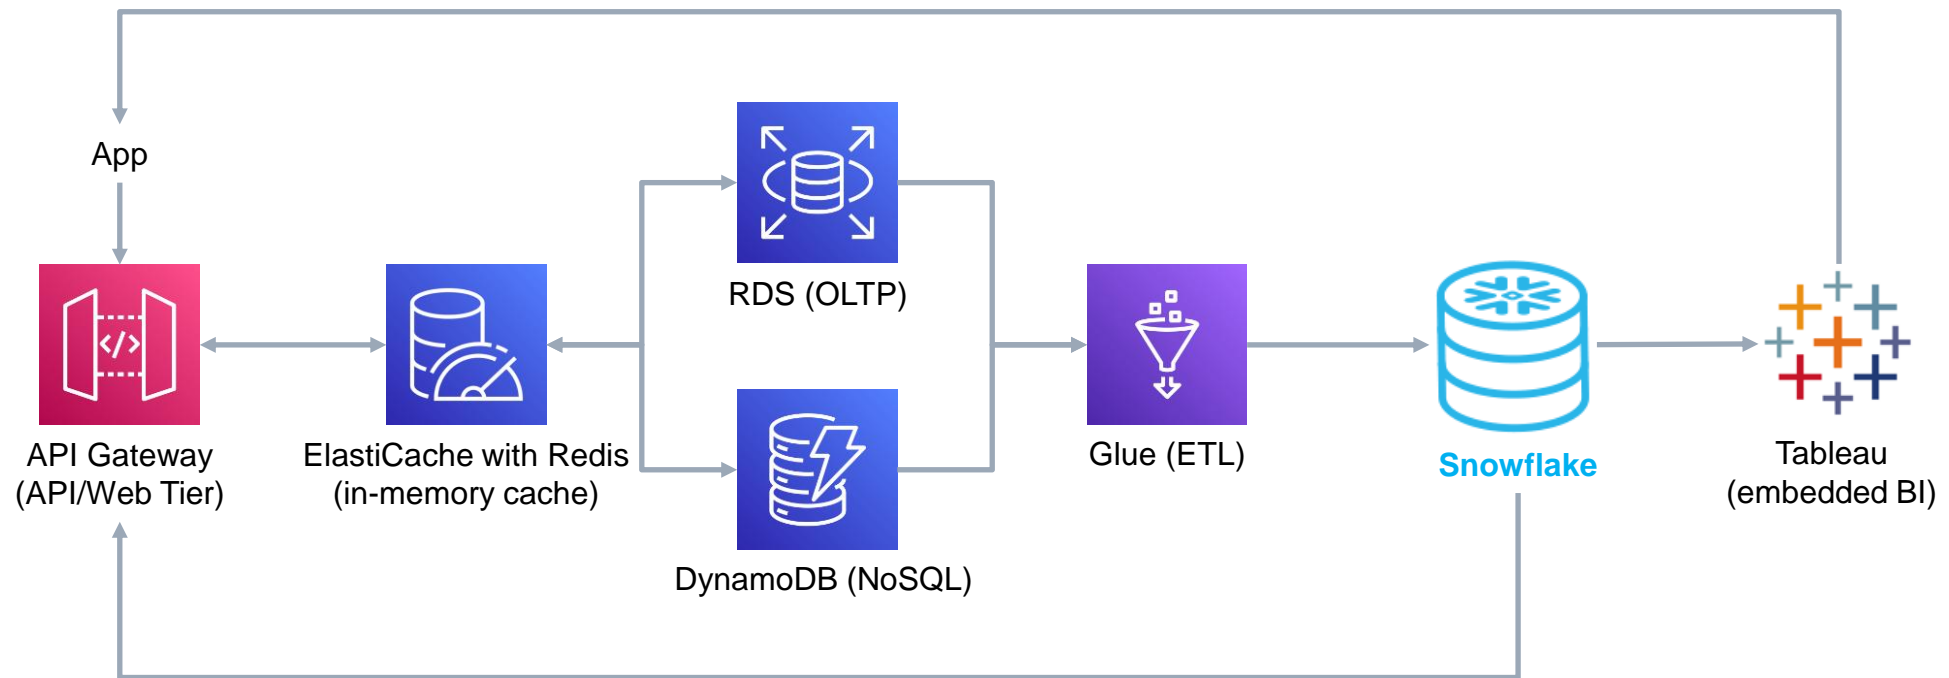 App
RDS (OLTP)
API Gateway
(API/Web Tier)
ElastiCache with Redis
(in-memory cache)
DynamoDB (NoSQL)
Glue (ETL)
Snowflake
Tableau
(embedded BI)